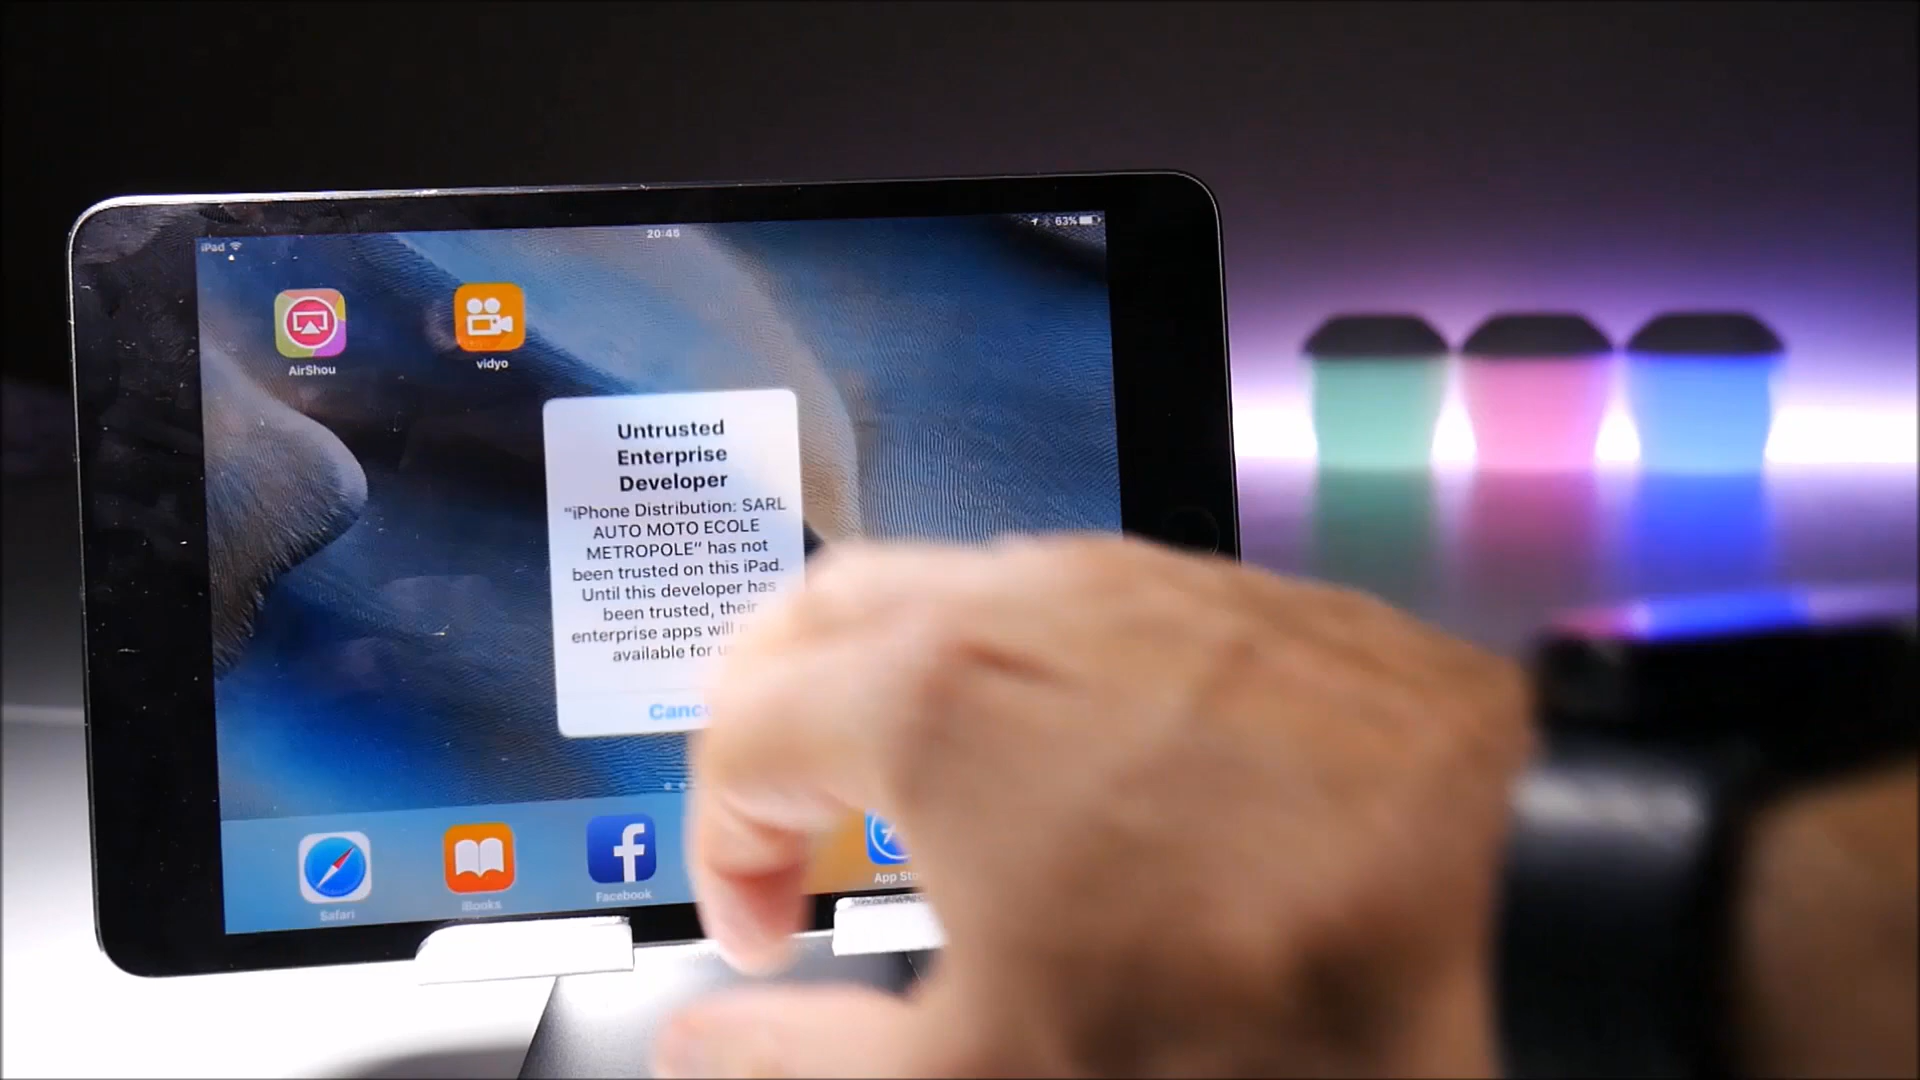 iPad
20:45
63%
AirShou
vidyo
Untrusted
Enterprise
Developer
"iPhone Distribution: SARL
AUTO MOTO ECOLE
METROPOLE" has not
been trusted on this iPad.
Until this developer has
been trusted, their
enterprise apps will
available for
Safari
iBooks
Facebook
App